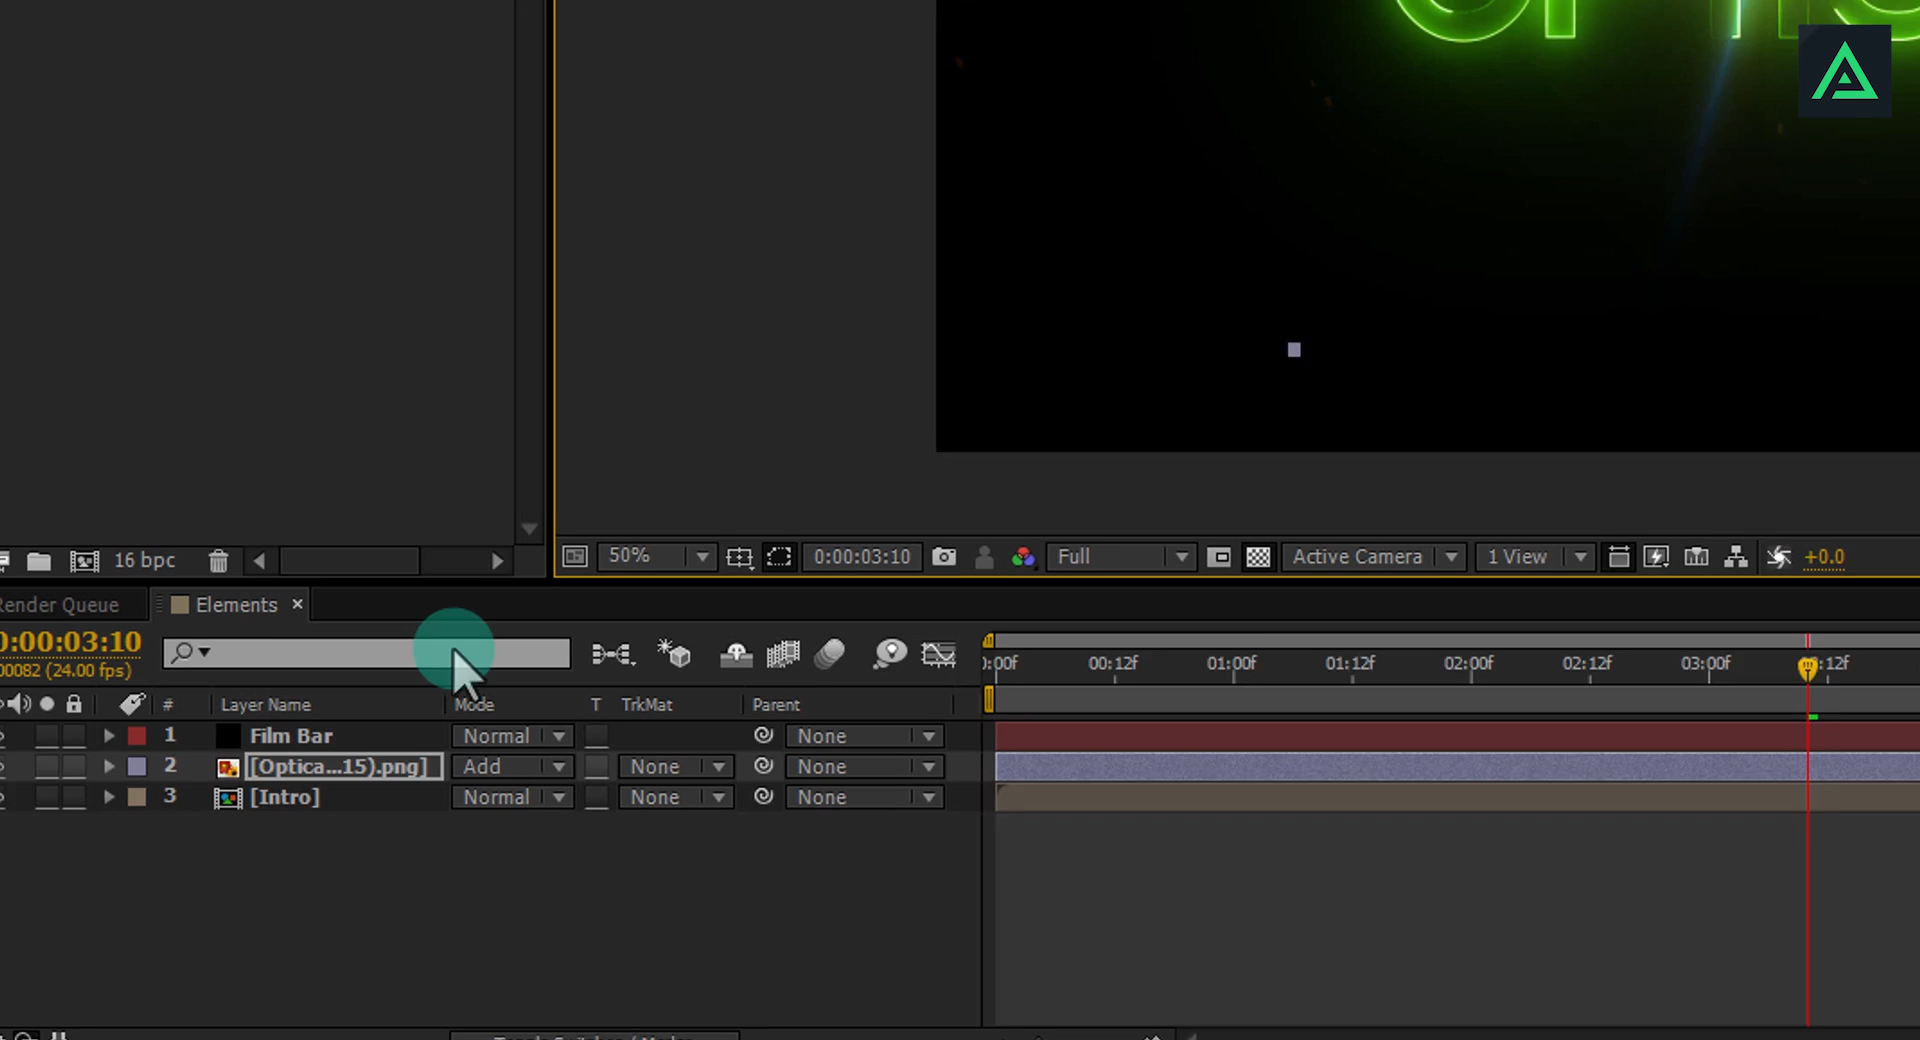 16 bpc
50%
0:00:03:10
Full
Active Camera
1 View
+0.0
Render Queue
Elements ×
0:00:03:10
00082 (24.00 fps)
0:00f 00:12f 01:00f 01:12f 02:00f 02:12f 03:00f :12f
# Layer Name Mode T TrkMat Parent
1 Film Bar Normal None
2 [Optica...15).png] Add None None
3 [Intro] Normal None None